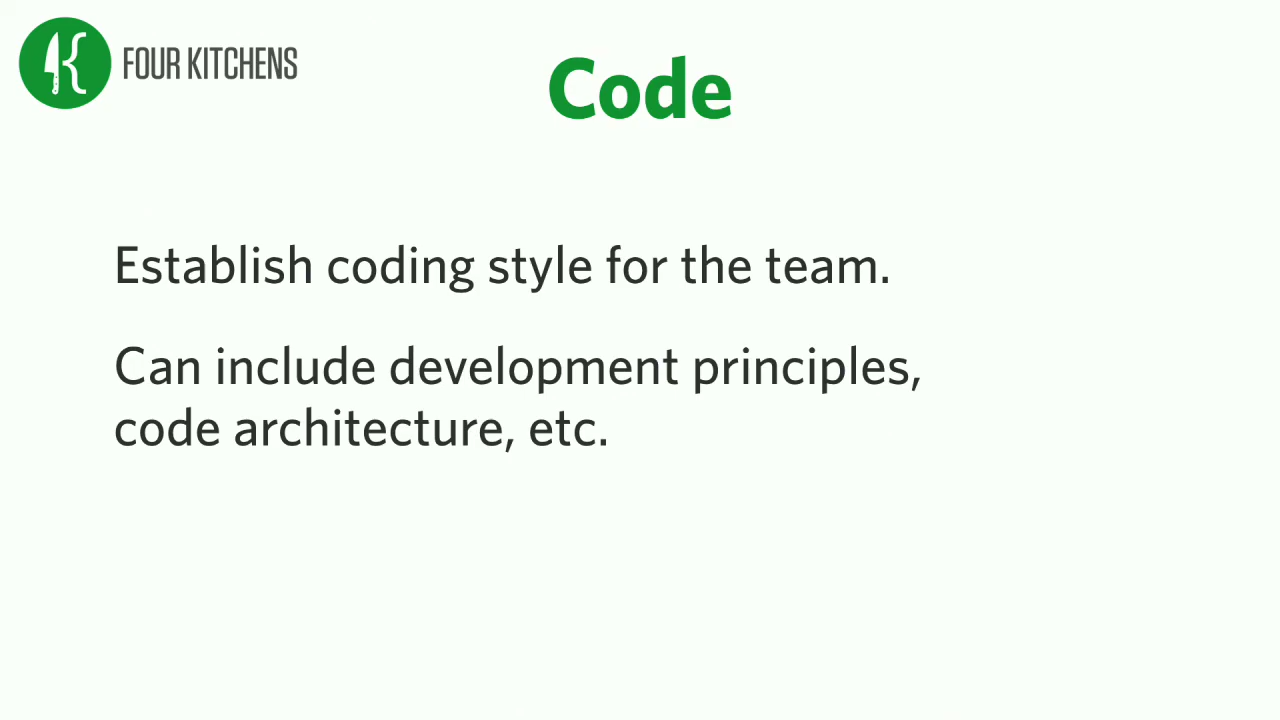 FOUR KITCHENS
Code
Establish coding style for the team.
Can include development principles,
code architecture, etc.